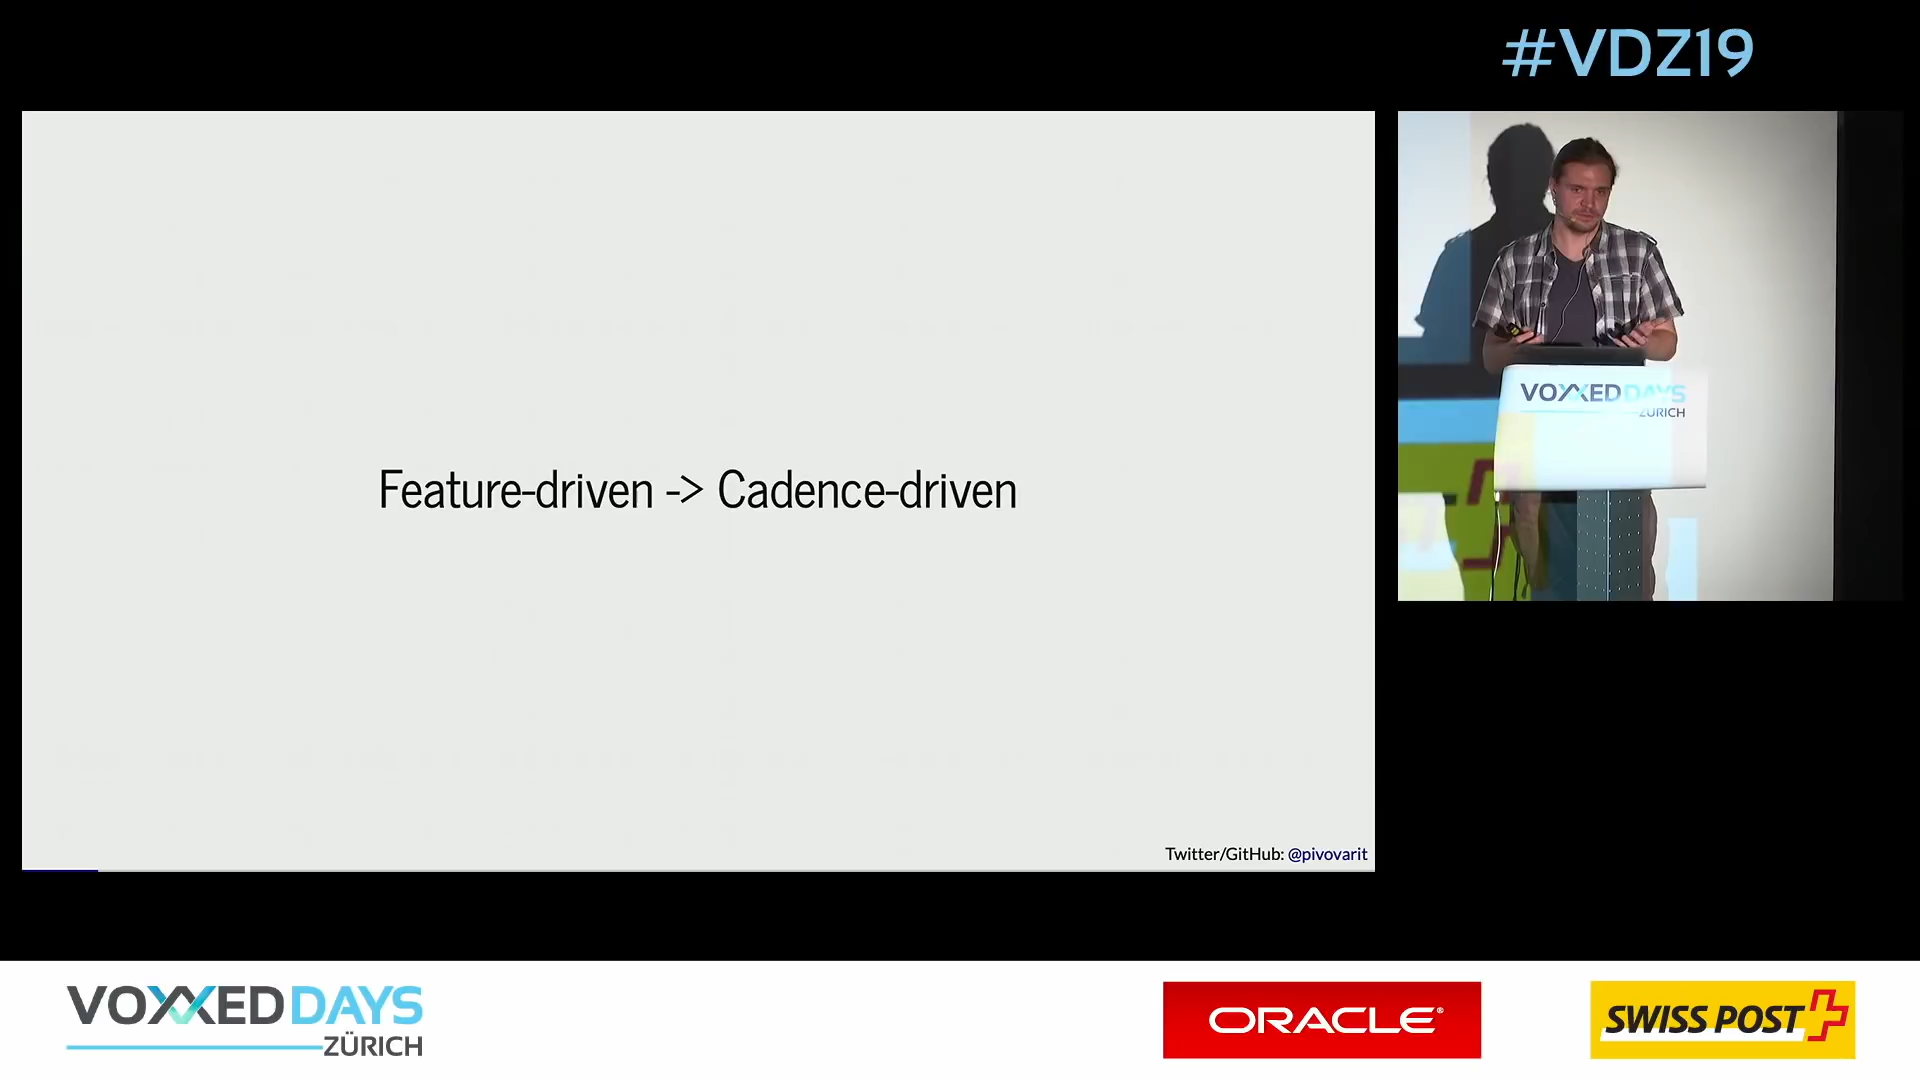 #VDZ19
Feature-driven -> Cadence-driven
Twitter/GitHub: @pivovarit
VOXXED DAYS
ZÜRICH
VOXXED DAYS
ZÜRICH
ORACLE®
SWISS POST